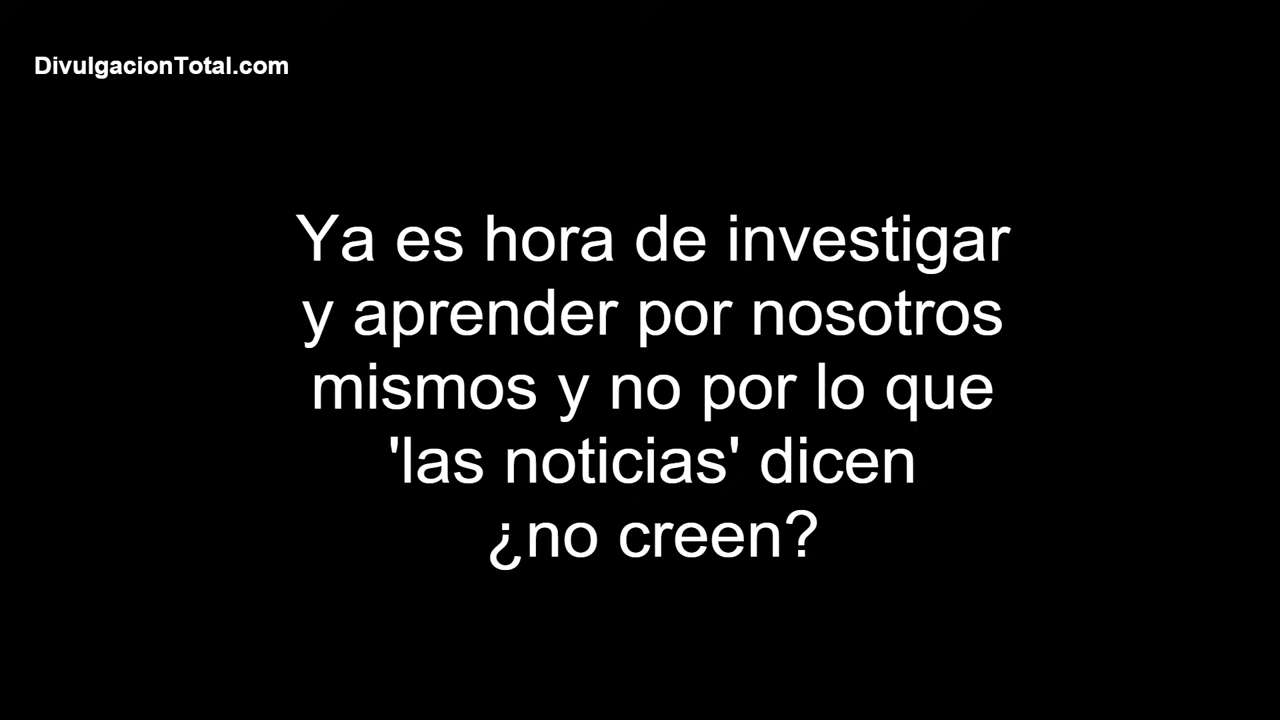 DivulgacionTotal.com
Ya es hora de investigar
y aprender por nosotros
mismos y no por lo que
'las noticias' dicen
¿no creen?